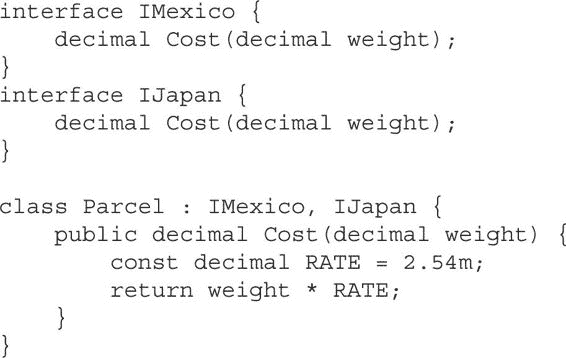 interface IMexico {
    decimal Cost(decimal weight);
}
interface IJapan {
    decimal Cost(decimal weight);
}

class Parcel : IMexico, IJapan {
    public decimal Cost(decimal weight) {
        const decimal RATE = 2.54m;
        return weight * RATE;
    }
}